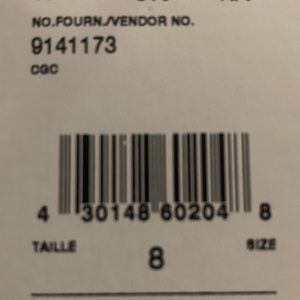 NO.FOURN./VENDOR NO.
9141173
CGC
4 30148 60204 8
TAILLE 8 SIZE